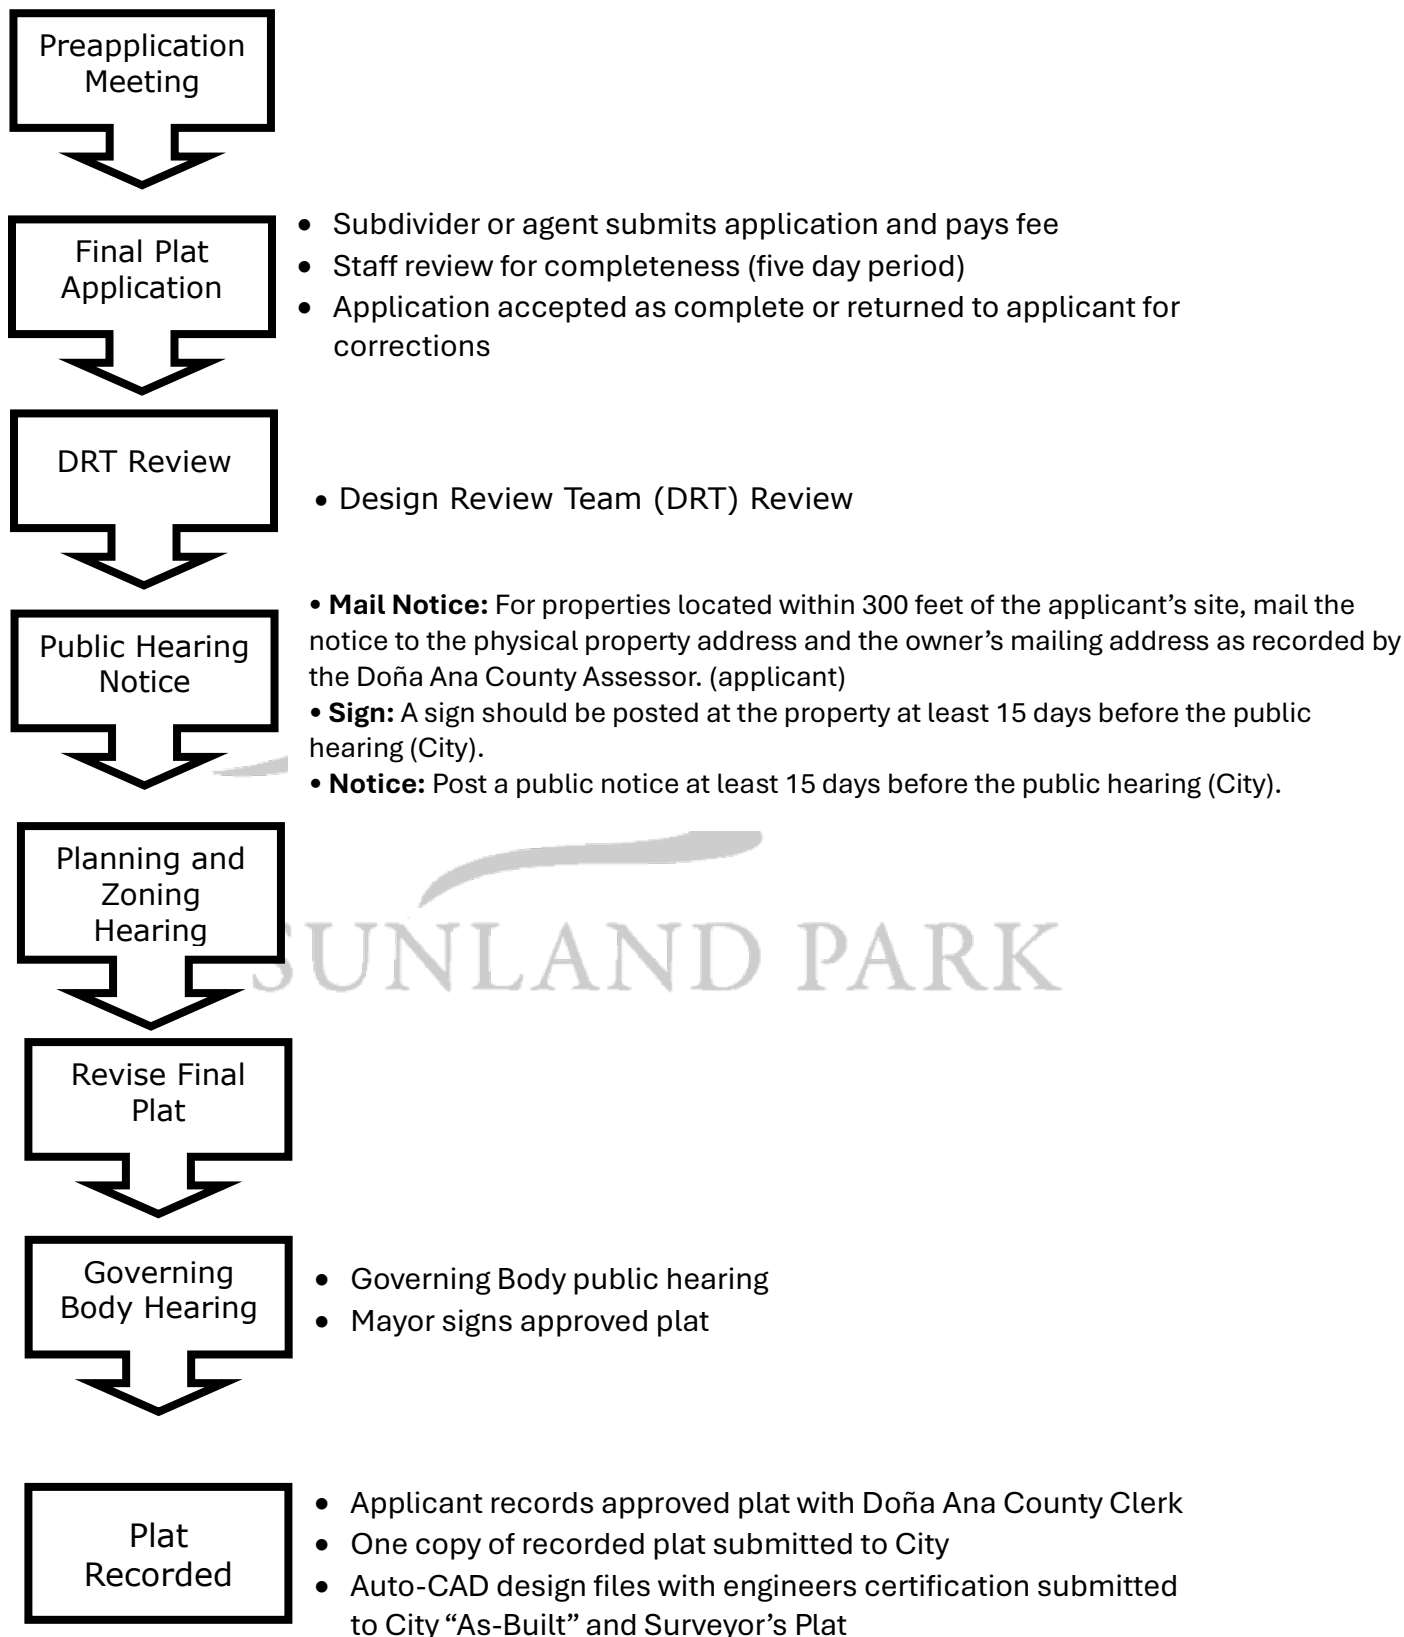 Preapplication
Meeting
Final Plat
Application
• Subdivider or agent submits application and pays fee
• Staff review for completeness (five day period)
• Application accepted as complete or returned to applicant for
corrections
DRT Review
• Design Review Team (DRT) Review
Public Hearing
Notice
• Mail Notice: For properties located within 300 feet of the applicant’s site, mail the
notice to the physical property address and the owner’s mailing address as recorded by
the Doña Ana County Assessor. (applicant)
• Sign: A sign should be posted at the property at least 15 days before the public
hearing (City).
• Notice: Post a public notice at least 15 days before the public hearing (City).
Planning and
Zoning
Hearing
SUNLAND PARK
Revise Final
Plat
Governing
Body Hearing
• Governing Body public hearing
• Mayor signs approved plat
Plat
Recorded
• Applicant records approved plat with Doña Ana County Clerk
• One copy of recorded plat submitted to City
• Auto-CAD design files with engineers certification submitted
to City “As-Built” and Surveyor’s Plat